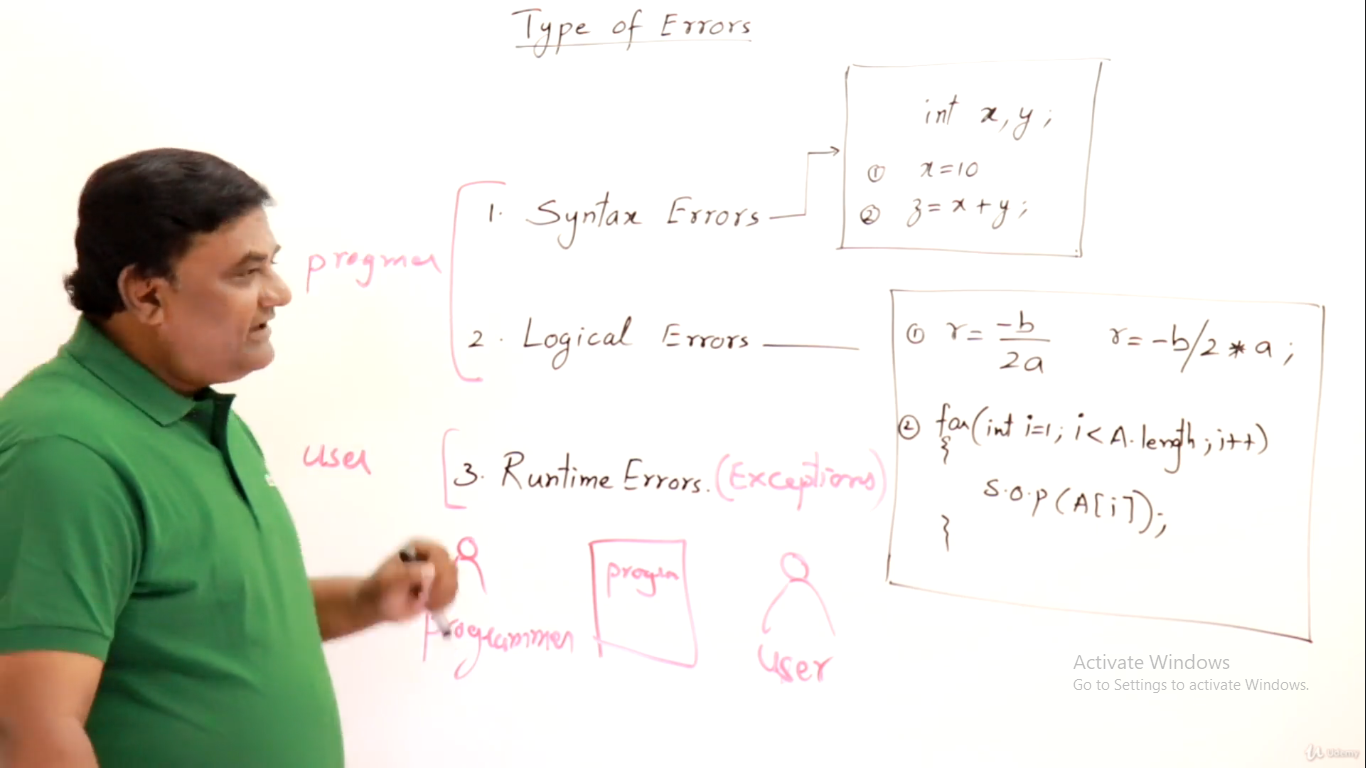 Type of Errors
int x, y;
① x=10
② z = x + y;
1. Syntax Errors
progmer
2. Logical Errors
① r = -b / 2a r = -b/2 * a ;
② for(int i=1; i < A.length ; i++)
{
S.O.P (A[i]);
}
user
3. Runtime Errors. (Exceptions)
progra
programmer
user
Activate Windows
Go to Settings to activate Windows.
Udemy